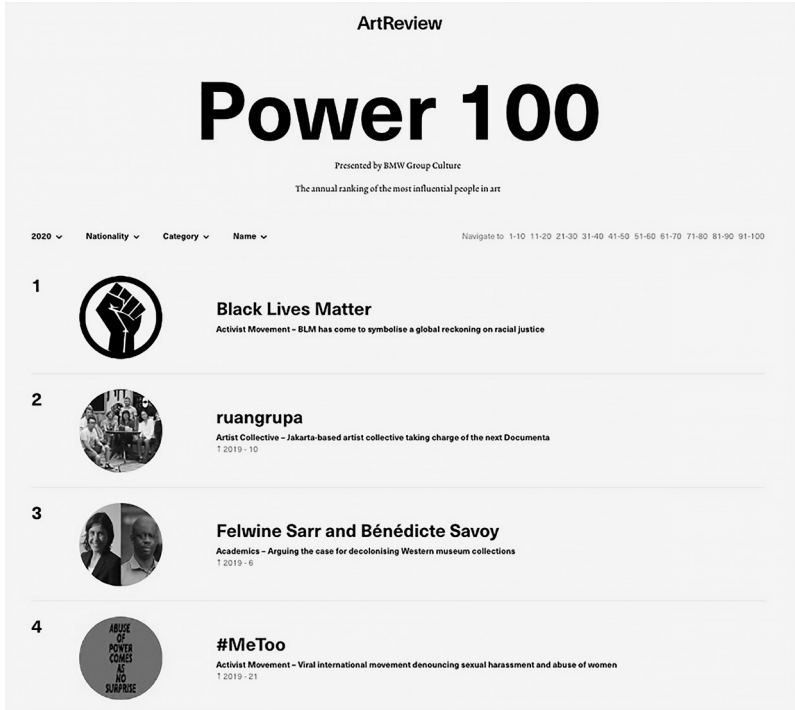 ArtReview
Power 100
Presented by BMW Group Culture
The annual ranking of the most influential people in art
2020 Nationality Category Name Navigate to 1-10 11-20 21-30 31-40 41-50 51-60 61-70 71-80 81-90 91-100
1
Black Lives Matter
Activist Movement – BLM has come to symbolise a global reckoning on racial justice
2
ruangrupa
Artist Collective – Jakarta-based artist collective taking charge of the next Documenta
↑ 2019 - 10
3
Felwine Sarr and Bénédicte Savoy
Academics – Arguing the case for decolonising Western museum collections
↑ 2019 - 6
4
ABUSE
OF
POWER
COMES
AS
NO
SURPRISE
#MeToo
Activist Movement – Viral international movement denouncing sexual harassment and abuse of women
↑ 2019 - 21